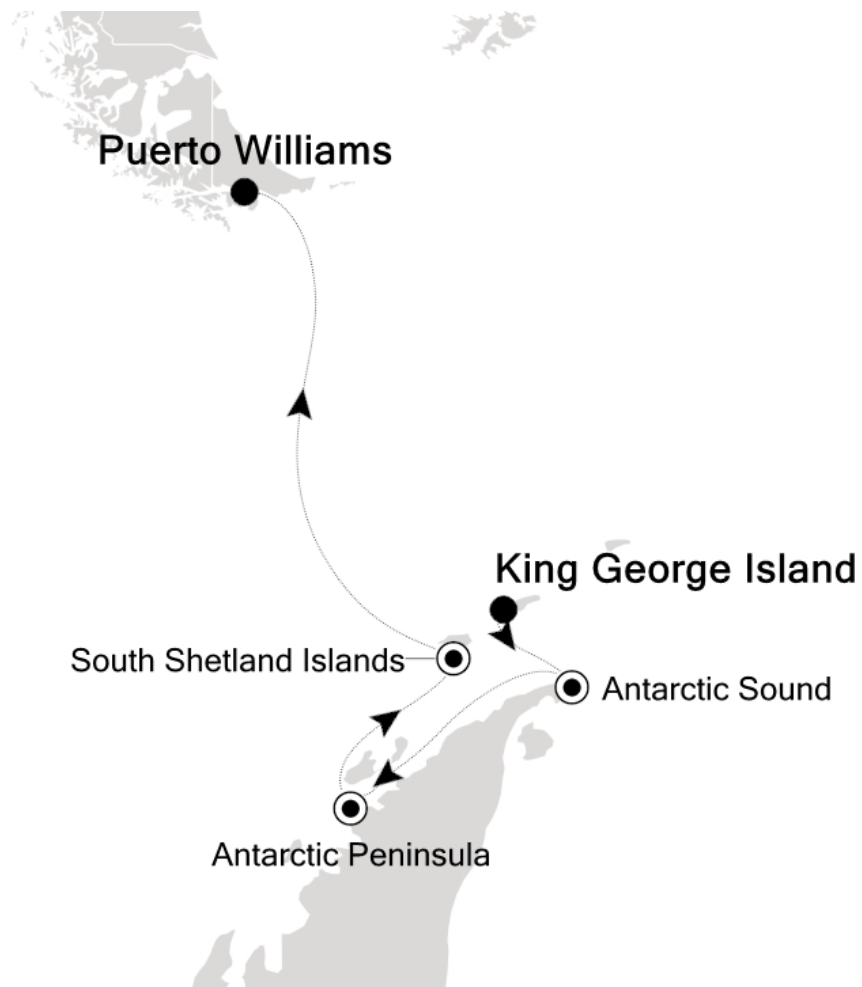 Puerto Williams
King George Island
South Shetland Islands
Antarctic Sound
Antarctic Peninsula